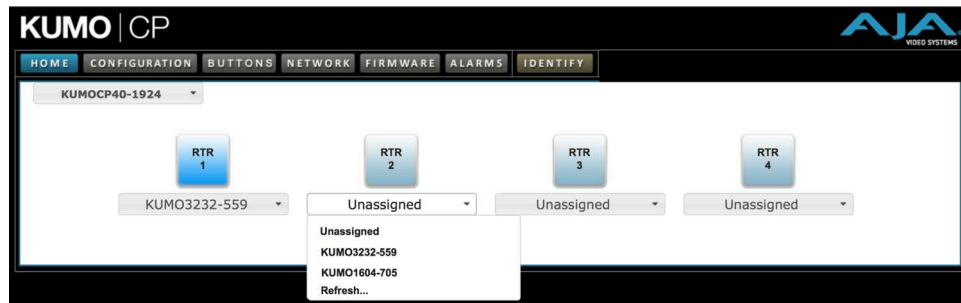 KUMO | CP
AJA
VIDEO SYSTEMS
HOME CONFIGURATION BUTTONS NETWORK FIRMWARE ALARMS IDENTIFY
KUMOCP40-1924
RTR 1
RTR 2
RTR 3
RTR 4
KUMO3232-559 Unassigned Unassigned Unassigned
Unassigned
KUMO3232-559
KUMO1604-705
Refresh...